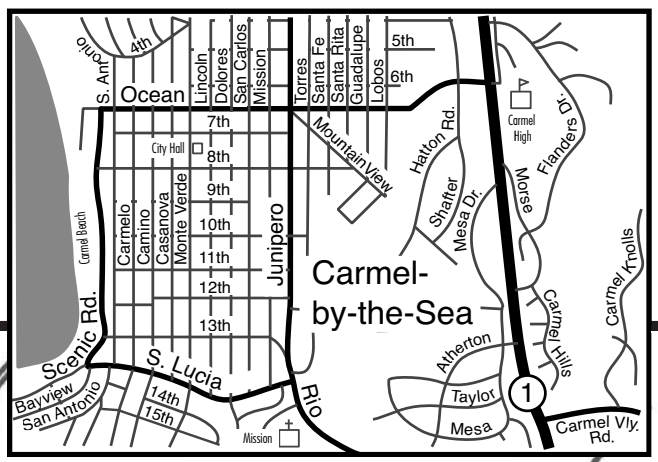 S. Antonio
4th
Lincoln
Dolores
San Carlos
Mission
Torres
Santa Fe
Santa Rita
Guadalupe
Lobos
5th
6th
Ocean
7th
City Hall
8th
Mountain View
Hatton Rd.
Carmel
High
Flanders Dr.
Carmel Beach
Carmelo
Camino
Casanova
Monte Verde
9th
10th
11th
12th
13th
Junipero
Shafter
Mesa Dr.
Morse
Carmel Knolls
Carmel-
by-the-Sea
Scenic Rd.
S. Lucia
Atherton
Carmel Hills
Bayview
San Antonio
14th
15th
Rio
Taylor
Mesa
1
Mission
Carmel Vly.
Rd.